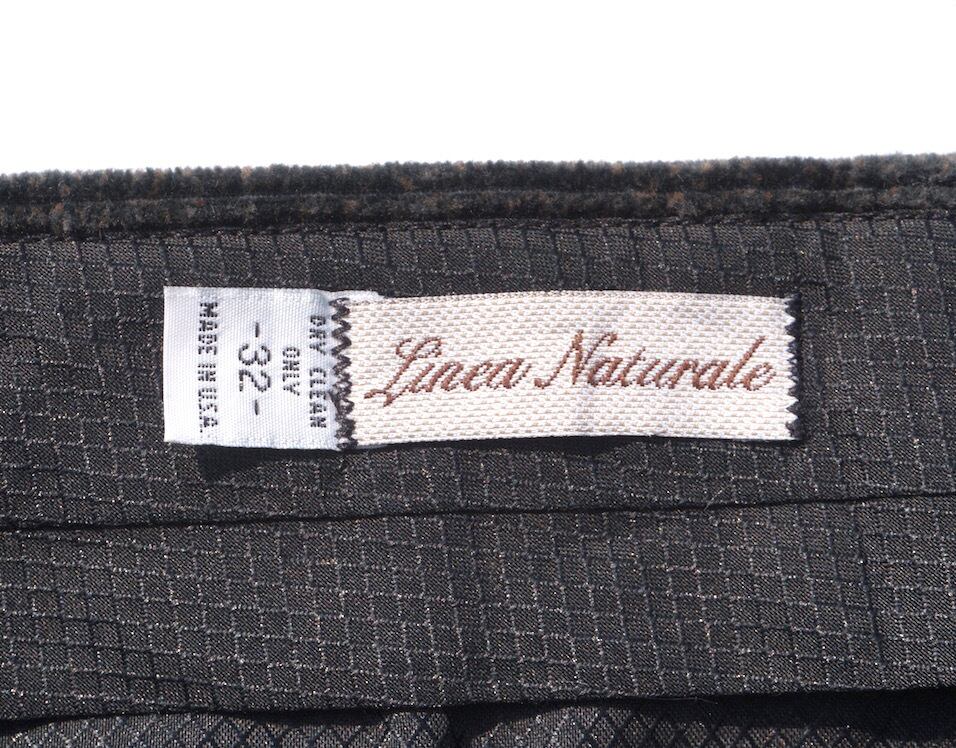 DRY CLEAN
ONLY
-32-
MADE IN U.S.A.
Linea Naturale